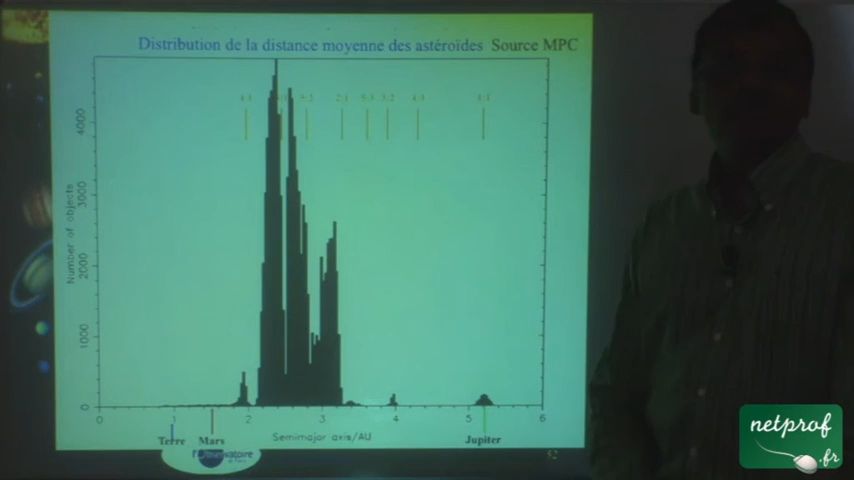 Distribution de la distance moyenne des astéroïdes Source MPC
4:1 5:2 2:1 5:3 3:2 4:3 1:1
Number of objects
4000
3000
2000
1000
0
0 1 2 3 4 5 6
Terre Mars Semimajor axis/AU Jupiter
l'Observatoire
52
netprof
.fr